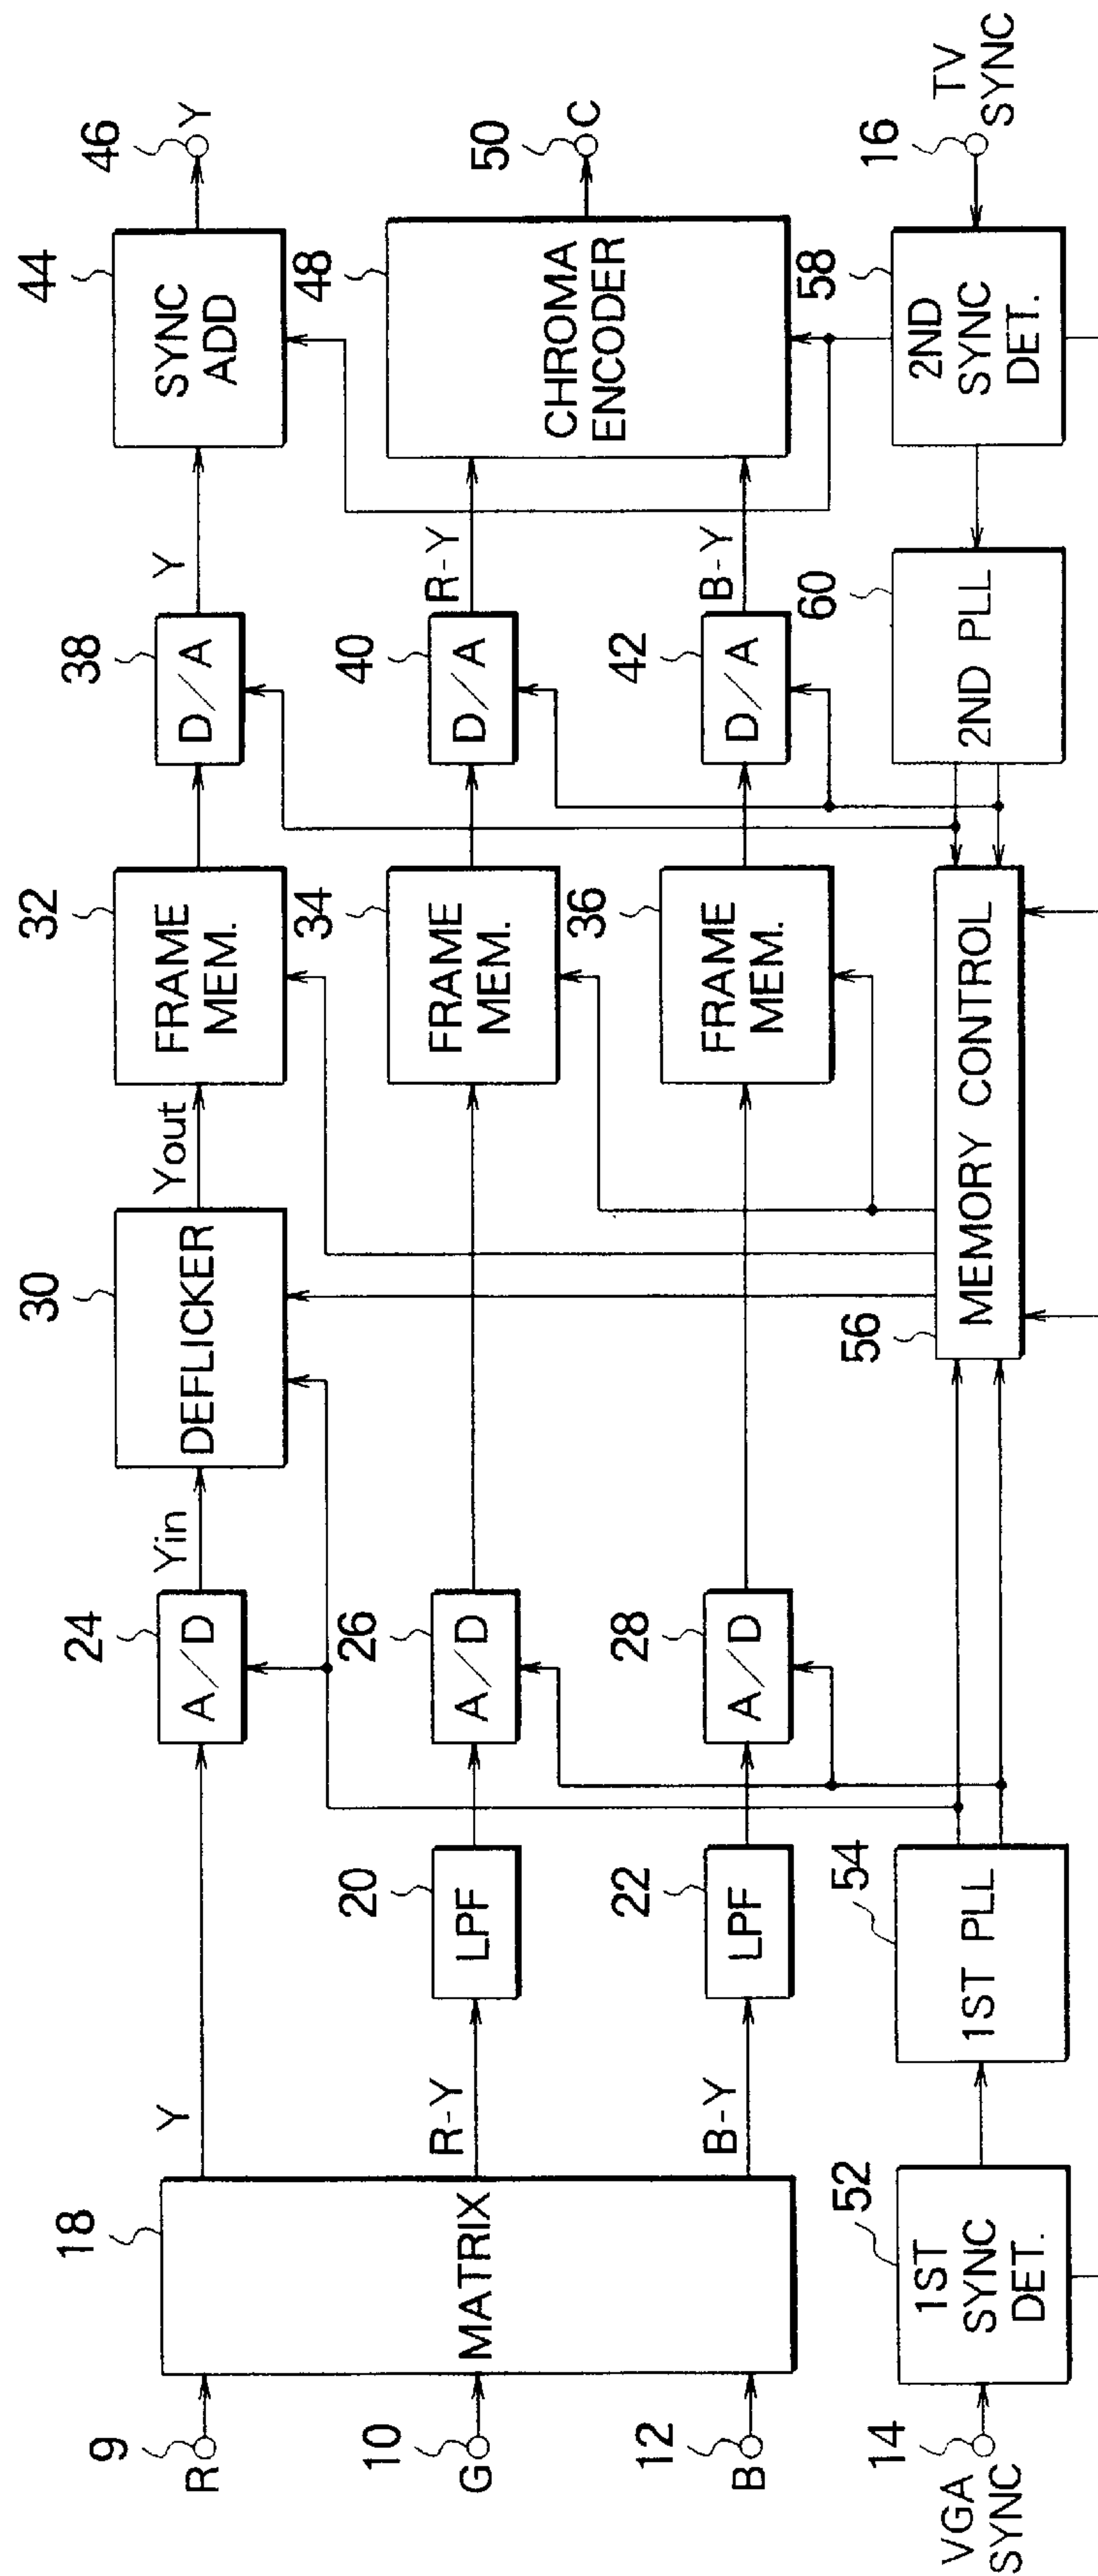 9
R
10
G
12
B
14
VGA
SYNC
18
MATRIX
Y
R-Y
B-Y
52
1ST
SYNC
DET.
20
LPF
22
LPF
54
1ST PLL
24
A/D
26
A/D
28
A/D
Yin
30
DEFLICKER
Yout
32
FRAME
MEM.
34
FRAME
MEM.
36
FRAME
MEM.
56
MEMORY CONTROL
38
D/A
40
D/A
42
D/A
60
2ND PLL
Y
R-Y
B-Y
44
SYNC
ADD
48
CHROMA
ENCODER
58
2ND
SYNC
DET.
46
Y
50
C
16
TV
SYNC